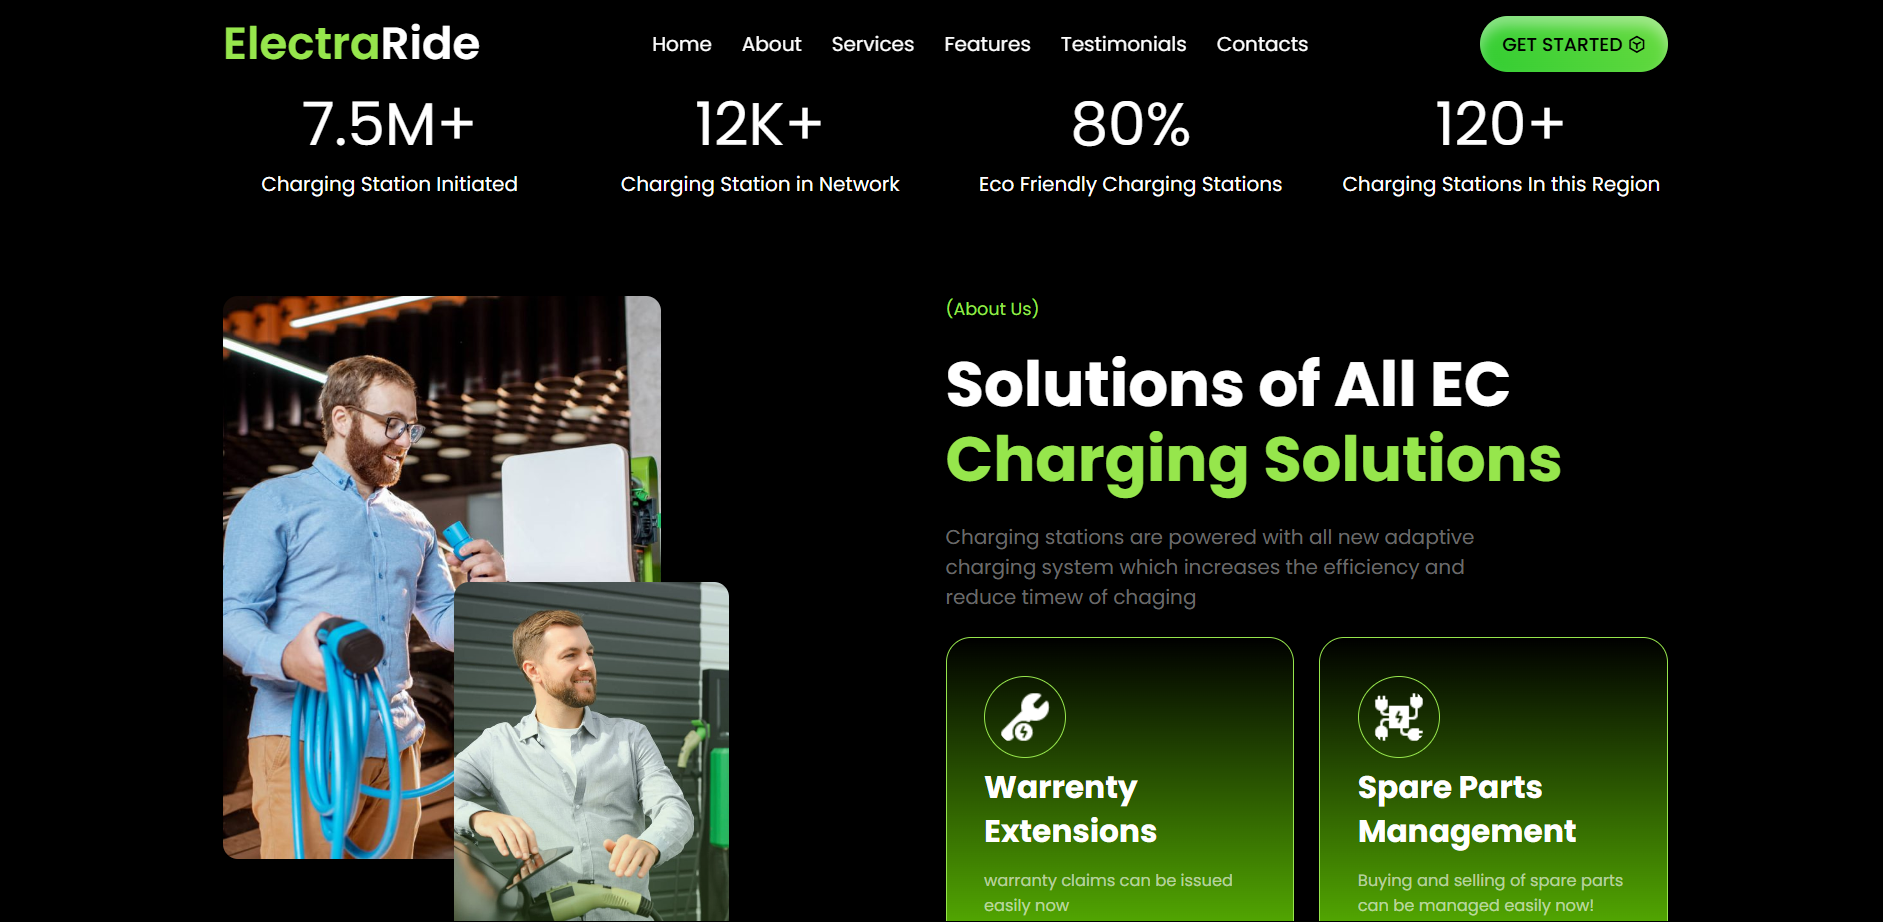 ElectraRide
Home About Services Features Testimonials Contacts
GET STARTED
7.5M+
Charging Station Initiated
12K+
Charging Station in Network
80%
Eco Friendly Charging Stations
120+
Charging Stations In this Region
(About Us)
Solutions of All EC
Charging Solutions
Charging stations are powered with all new adaptive
charging system which increases the efficiency and
reduce timew of chaging
Warrenty
Extensions
warranty claims can be issued
easily now
Spare Parts
Management
Buying and selling of spare parts
can be managed easily now!